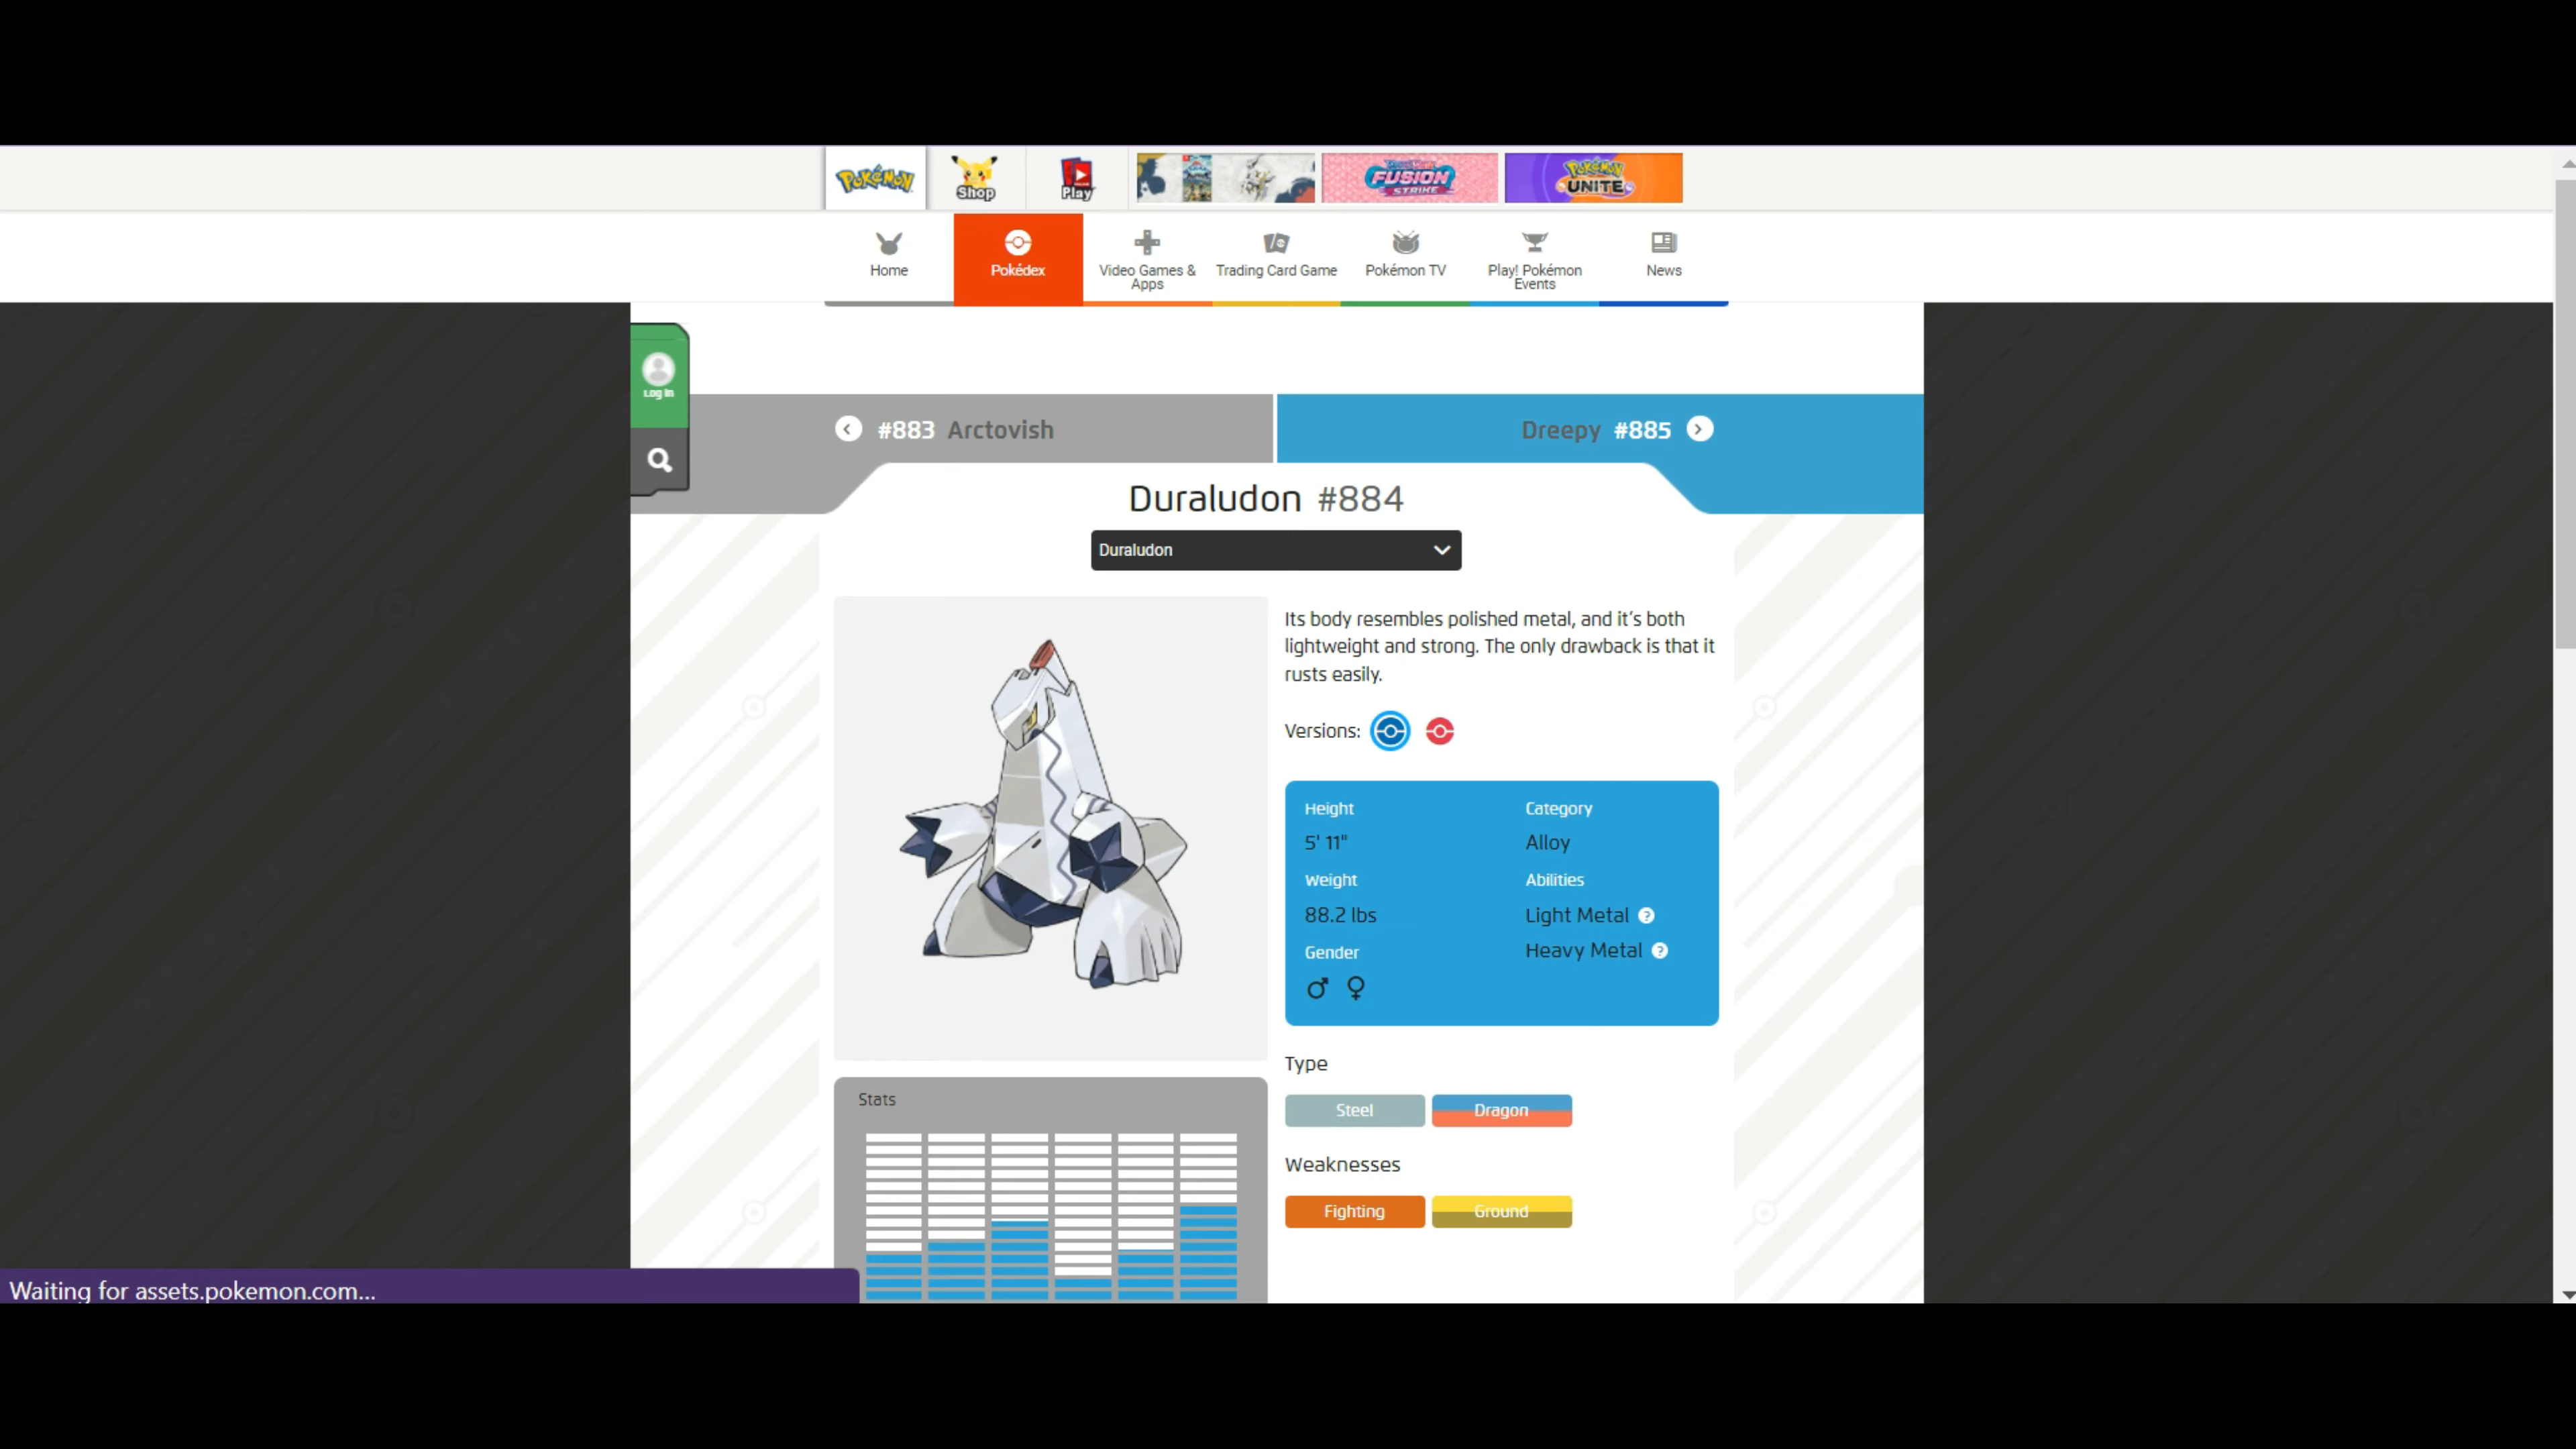 POKéMON
Shop
Play
FUSION
STRIKE
POKéMON
UNITE
Home
Pokédex
Video Games &
Apps
Trading Card Game
Pokémon TV
Play! Pokémon
Events
News
Log in
#883 Arctovish
Dreepy #885
Duraludon #884
Duraludon
Its body resembles polished metal, and it's both
lightweight and strong. The only drawback is that it
rusts easily.
Versions:
Height
5' 11"
Weight
88.2 lbs
Gender
Category
Alloy
Abilities
Light Metal ?
Heavy Metal ?
Type
Steel
Dragon
Weaknesses
Fighting
Ground
Stats
Waiting for assets.pokemon.com...